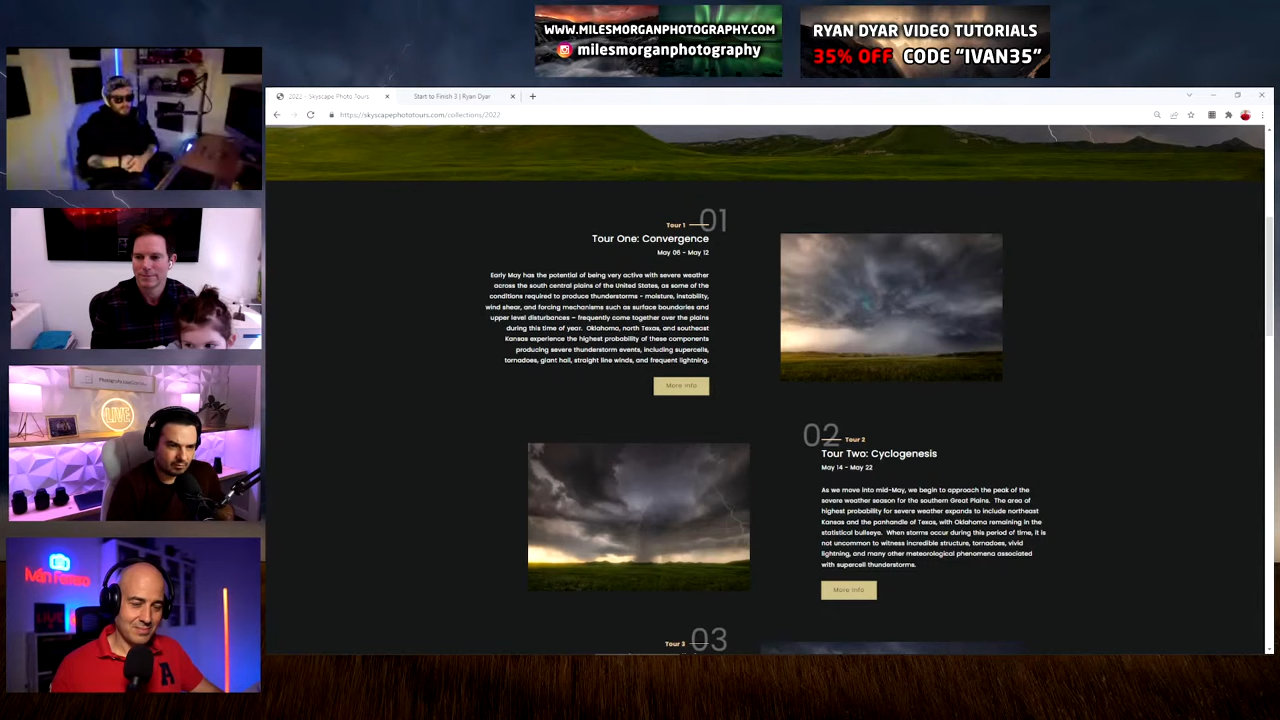 WWW.MILESMORGANPHOTOGRAPHY.COM
milesmorganphotography
RYAN DYAR VIDEO TUTORIALS
35% OFF CODE “IVAN35”
2022 – Skyscape Photo Tours
Start to Finish 3 | Ryan Dyar
https://skyscapephototours.com/collections/2022
Tour 1
01
Tour One: Convergence
May 06 - May 12
Early May has the potential of being very active with severe weather
across the south central plains of the United States, as some of the
conditions required to produce thunderstorms - moisture, instability,
wind shear, and forcing mechanisms such as surface boundaries and
upper level disturbances – frequently come together over the plains
during this time of year. Oklahoma, north Texas, and southeast
Kansas experience the highest probability of these components
producing severe thunderstorm events, including supercells,
tornadoes, giant hail, straight line winds, and frequent lightning.
More Info
02
Tour 2
Tour Two: Cyclogenesis
May 14 - May 22
As we move into mid-May, we begin to approach the peak of the
severe weather season for the southern Great Plains. The area of
highest probability for severe weather expands to include northeast
Kansas and the panhandle of Texas, with Oklahoma remaining in the
statistical bullseye. When storms occur during this period of time, it is
not uncommon to witness incredible structure, tornadoes, vivid
lightning, and many other meteorological phenomena associated
with supercell thunderstorms.
More Info
Tour 3
03
LIVE
Iván Ferrero